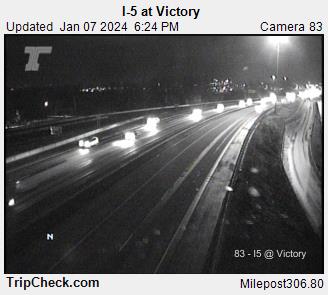 I-5 at Victory
Updated Jan 07 2024 6:24 PM Camera 83
T
N
83 - I5 @ Victory
TripCheck.com Milepost306.80